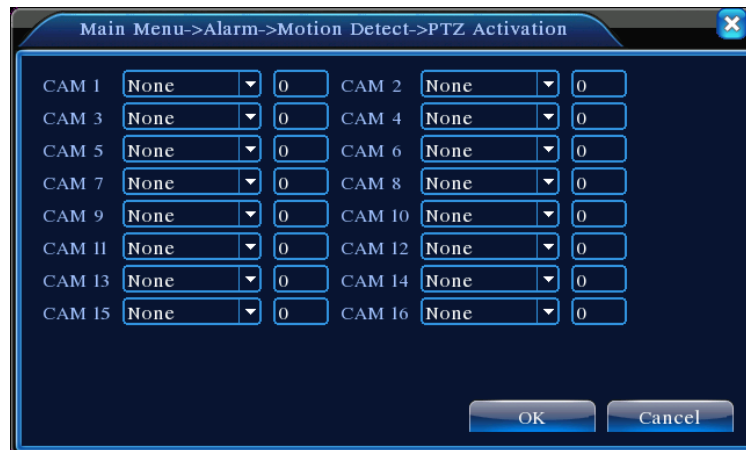 Main Menu->Alarm->Motion Detect->PTZ Activation
CAM 1 None 0 CAM 2 None 0
CAM 3 None 0 CAM 4 None 0
CAM 5 None 0 CAM 6 None 0
CAM 7 None 0 CAM 8 None 0
CAM 9 None 0 CAM 10 None 0
CAM 11 None 0 CAM 12 None 0
CAM 13 None 0 CAM 14 None 0
CAM 15 None 0 CAM 16 None 0
OK Cancel